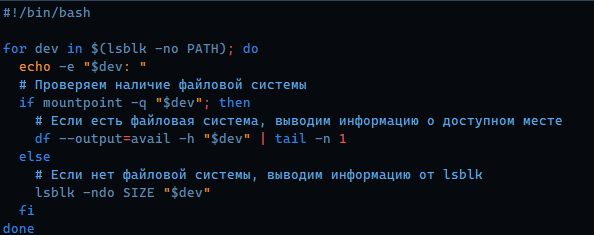 #!/bin/bash

for dev in $(lsblk -no PATH); do
  echo -e "$dev: "
  # Проверяем наличие файловой системы
  if mountpoint -q "$dev"; then
    # Если есть файловая система, выводим информацию о доступном месте
    df --output=avail -h "$dev" | tail -n 1
  else
    # Если нет файловой системы, выводим информацию от lsblk
    lsblk -ndo SIZE "$dev"
  fi
done